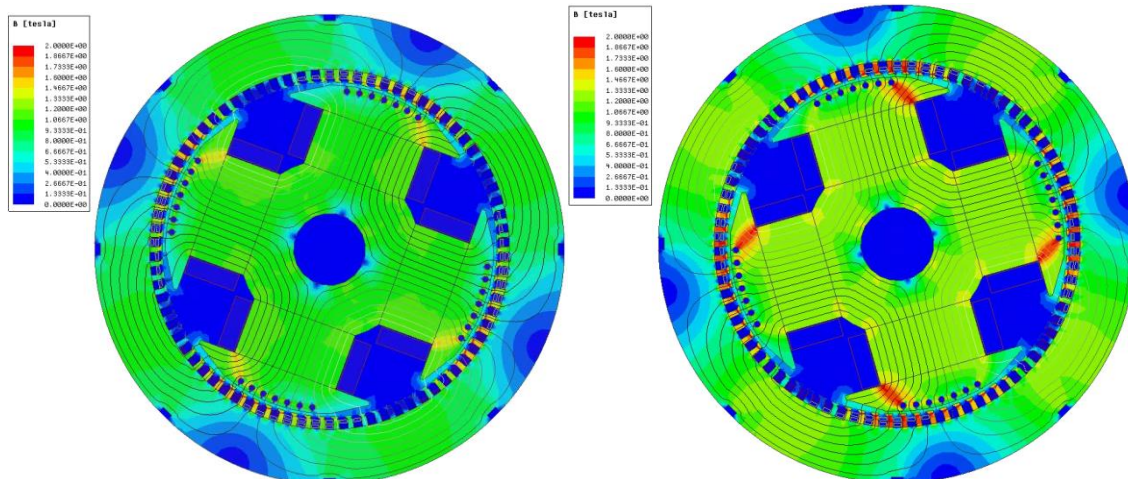 B [tesla]
2.0000E+00
1.8667E+00
1.7333E+00
1.6000E+00
1.4667E+00
1.3333E+00
1.2000E+00
1.0667E+00
9.3333E-01
8.0000E-01
6.6667E-01
5.3333E-01
4.0000E-01
2.6667E-01
1.3333E-01
0.0000E+00
B [tesla]
2.0000E+00
1.8667E+00
1.7333E+00
1.6000E+00
1.4667E+00
1.3333E+00
1.2000E+00
1.0667E+00
9.3333E-01
8.0000E-01
6.6667E-01
5.3333E-01
4.0000E-01
2.6667E-01
1.3333E-01
0.0000E+00